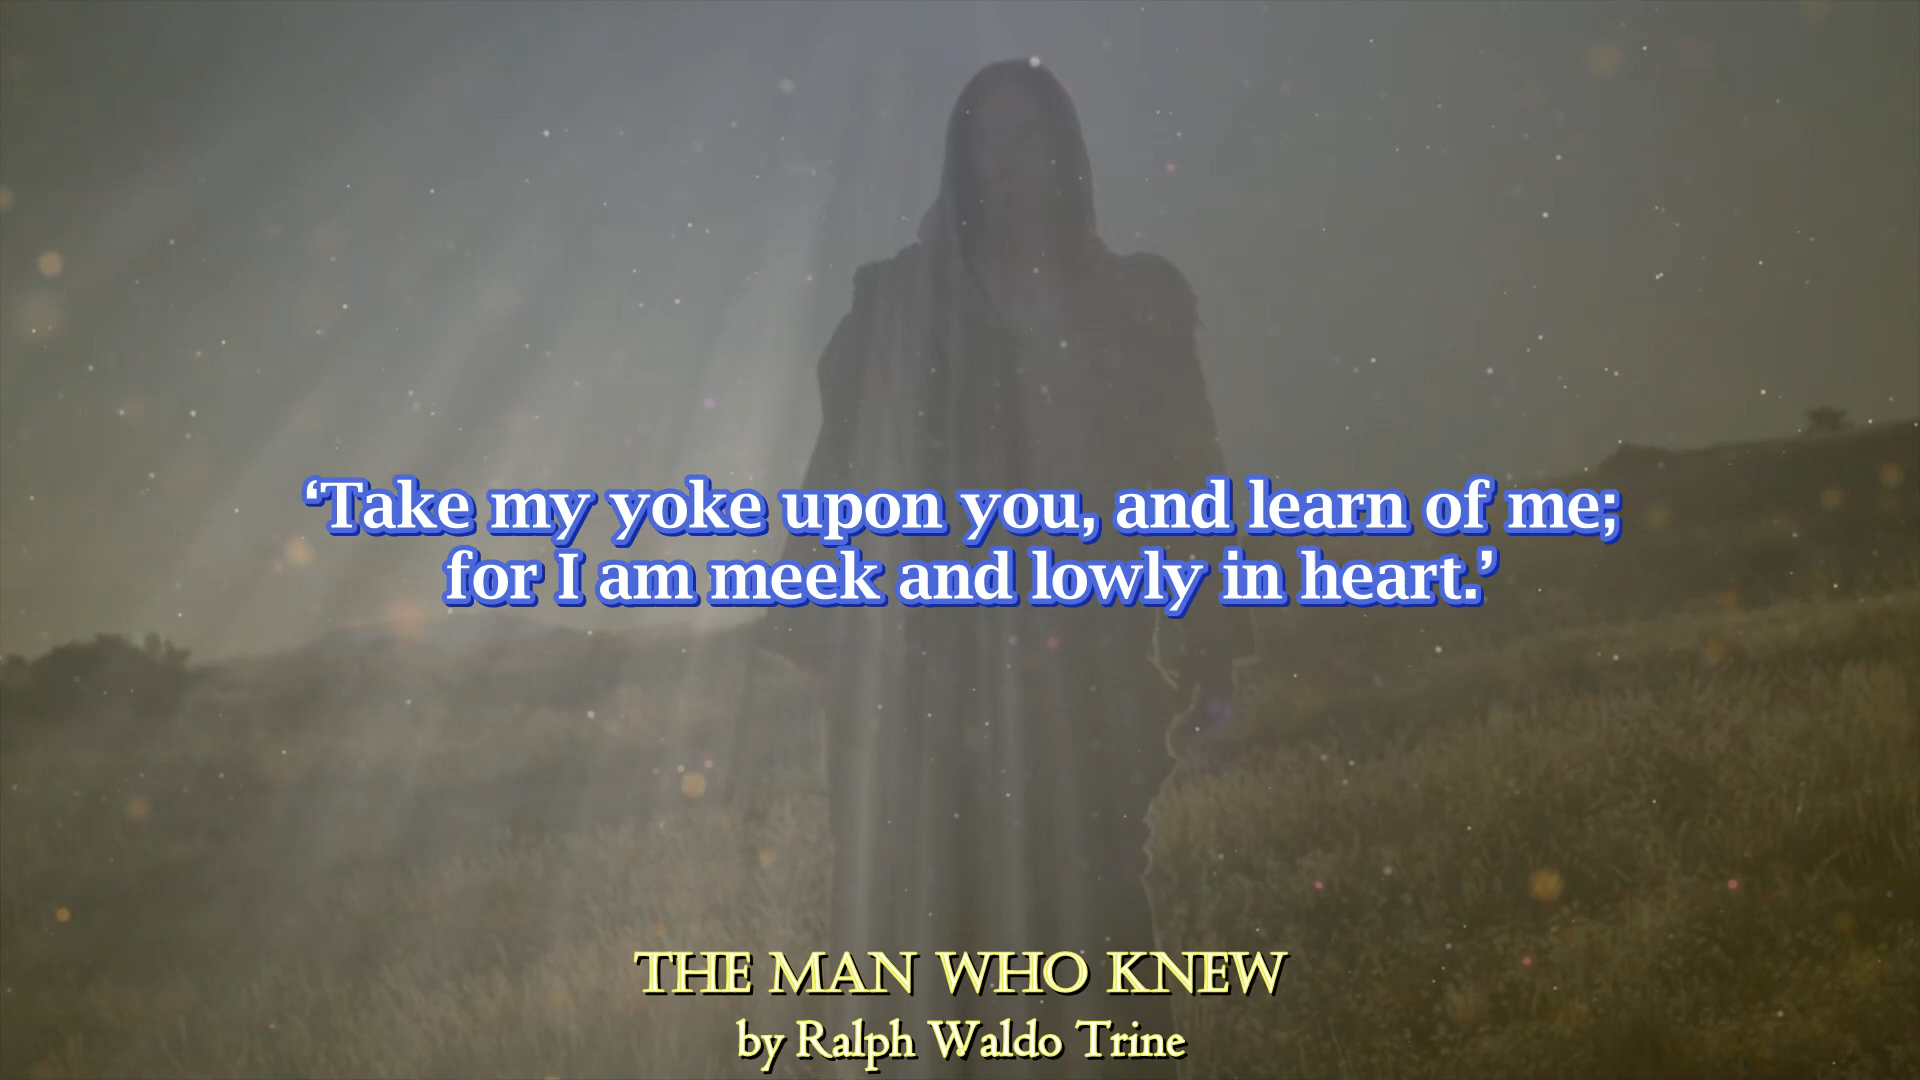 ‘Take my yoke upon you, and learn of me;
for I am meek and lowly in heart.’
THE MAN WHO KNEW
by Ralph Waldo Trine